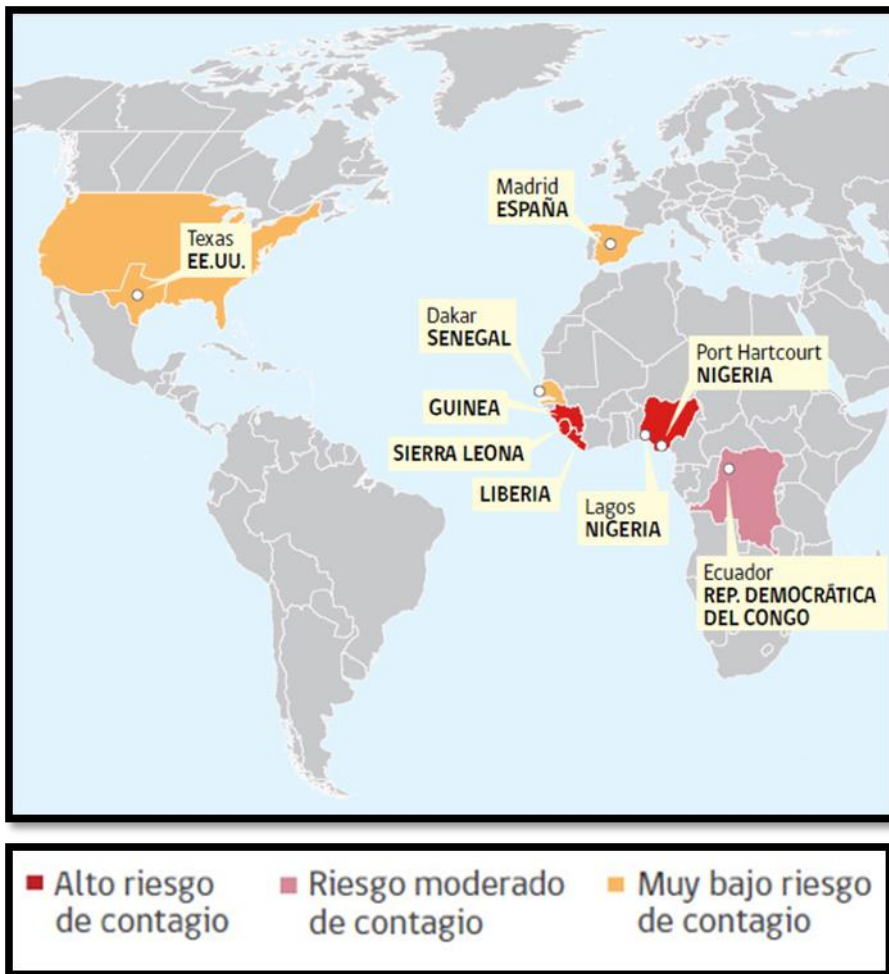 Madrid
ESPAÑA
Texas
EE.UU.
Dakar
SENEGAL
Port Hartcourt
NIGERIA
GUINEA
SIERRA LEONA
LIBERIA
Lagos
NIGERIA
Ecuador
REP. DEMOCRÁTICA
DEL CONGO
Alto riesgo
de contagio
Riesgo moderado
de contagio
Muy bajo riesgo
de contagio